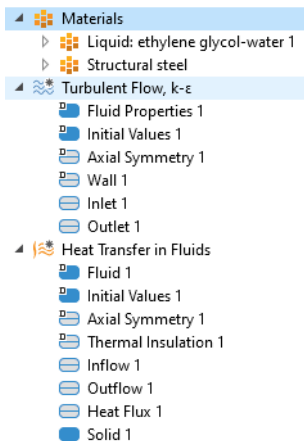 Materials
Liquid: ethylene glycol-water 1
Structural steel
Turbulent Flow, k-ε
Fluid Properties 1
Initial Values 1
Axial Symmetry 1
Wall 1
Inlet 1
Outlet 1
Heat Transfer in Fluids
Fluid 1
Initial Values 1
Axial Symmetry 1
Thermal Insulation 1
Inflow 1
Outflow 1
Heat Flux 1
Solid 1